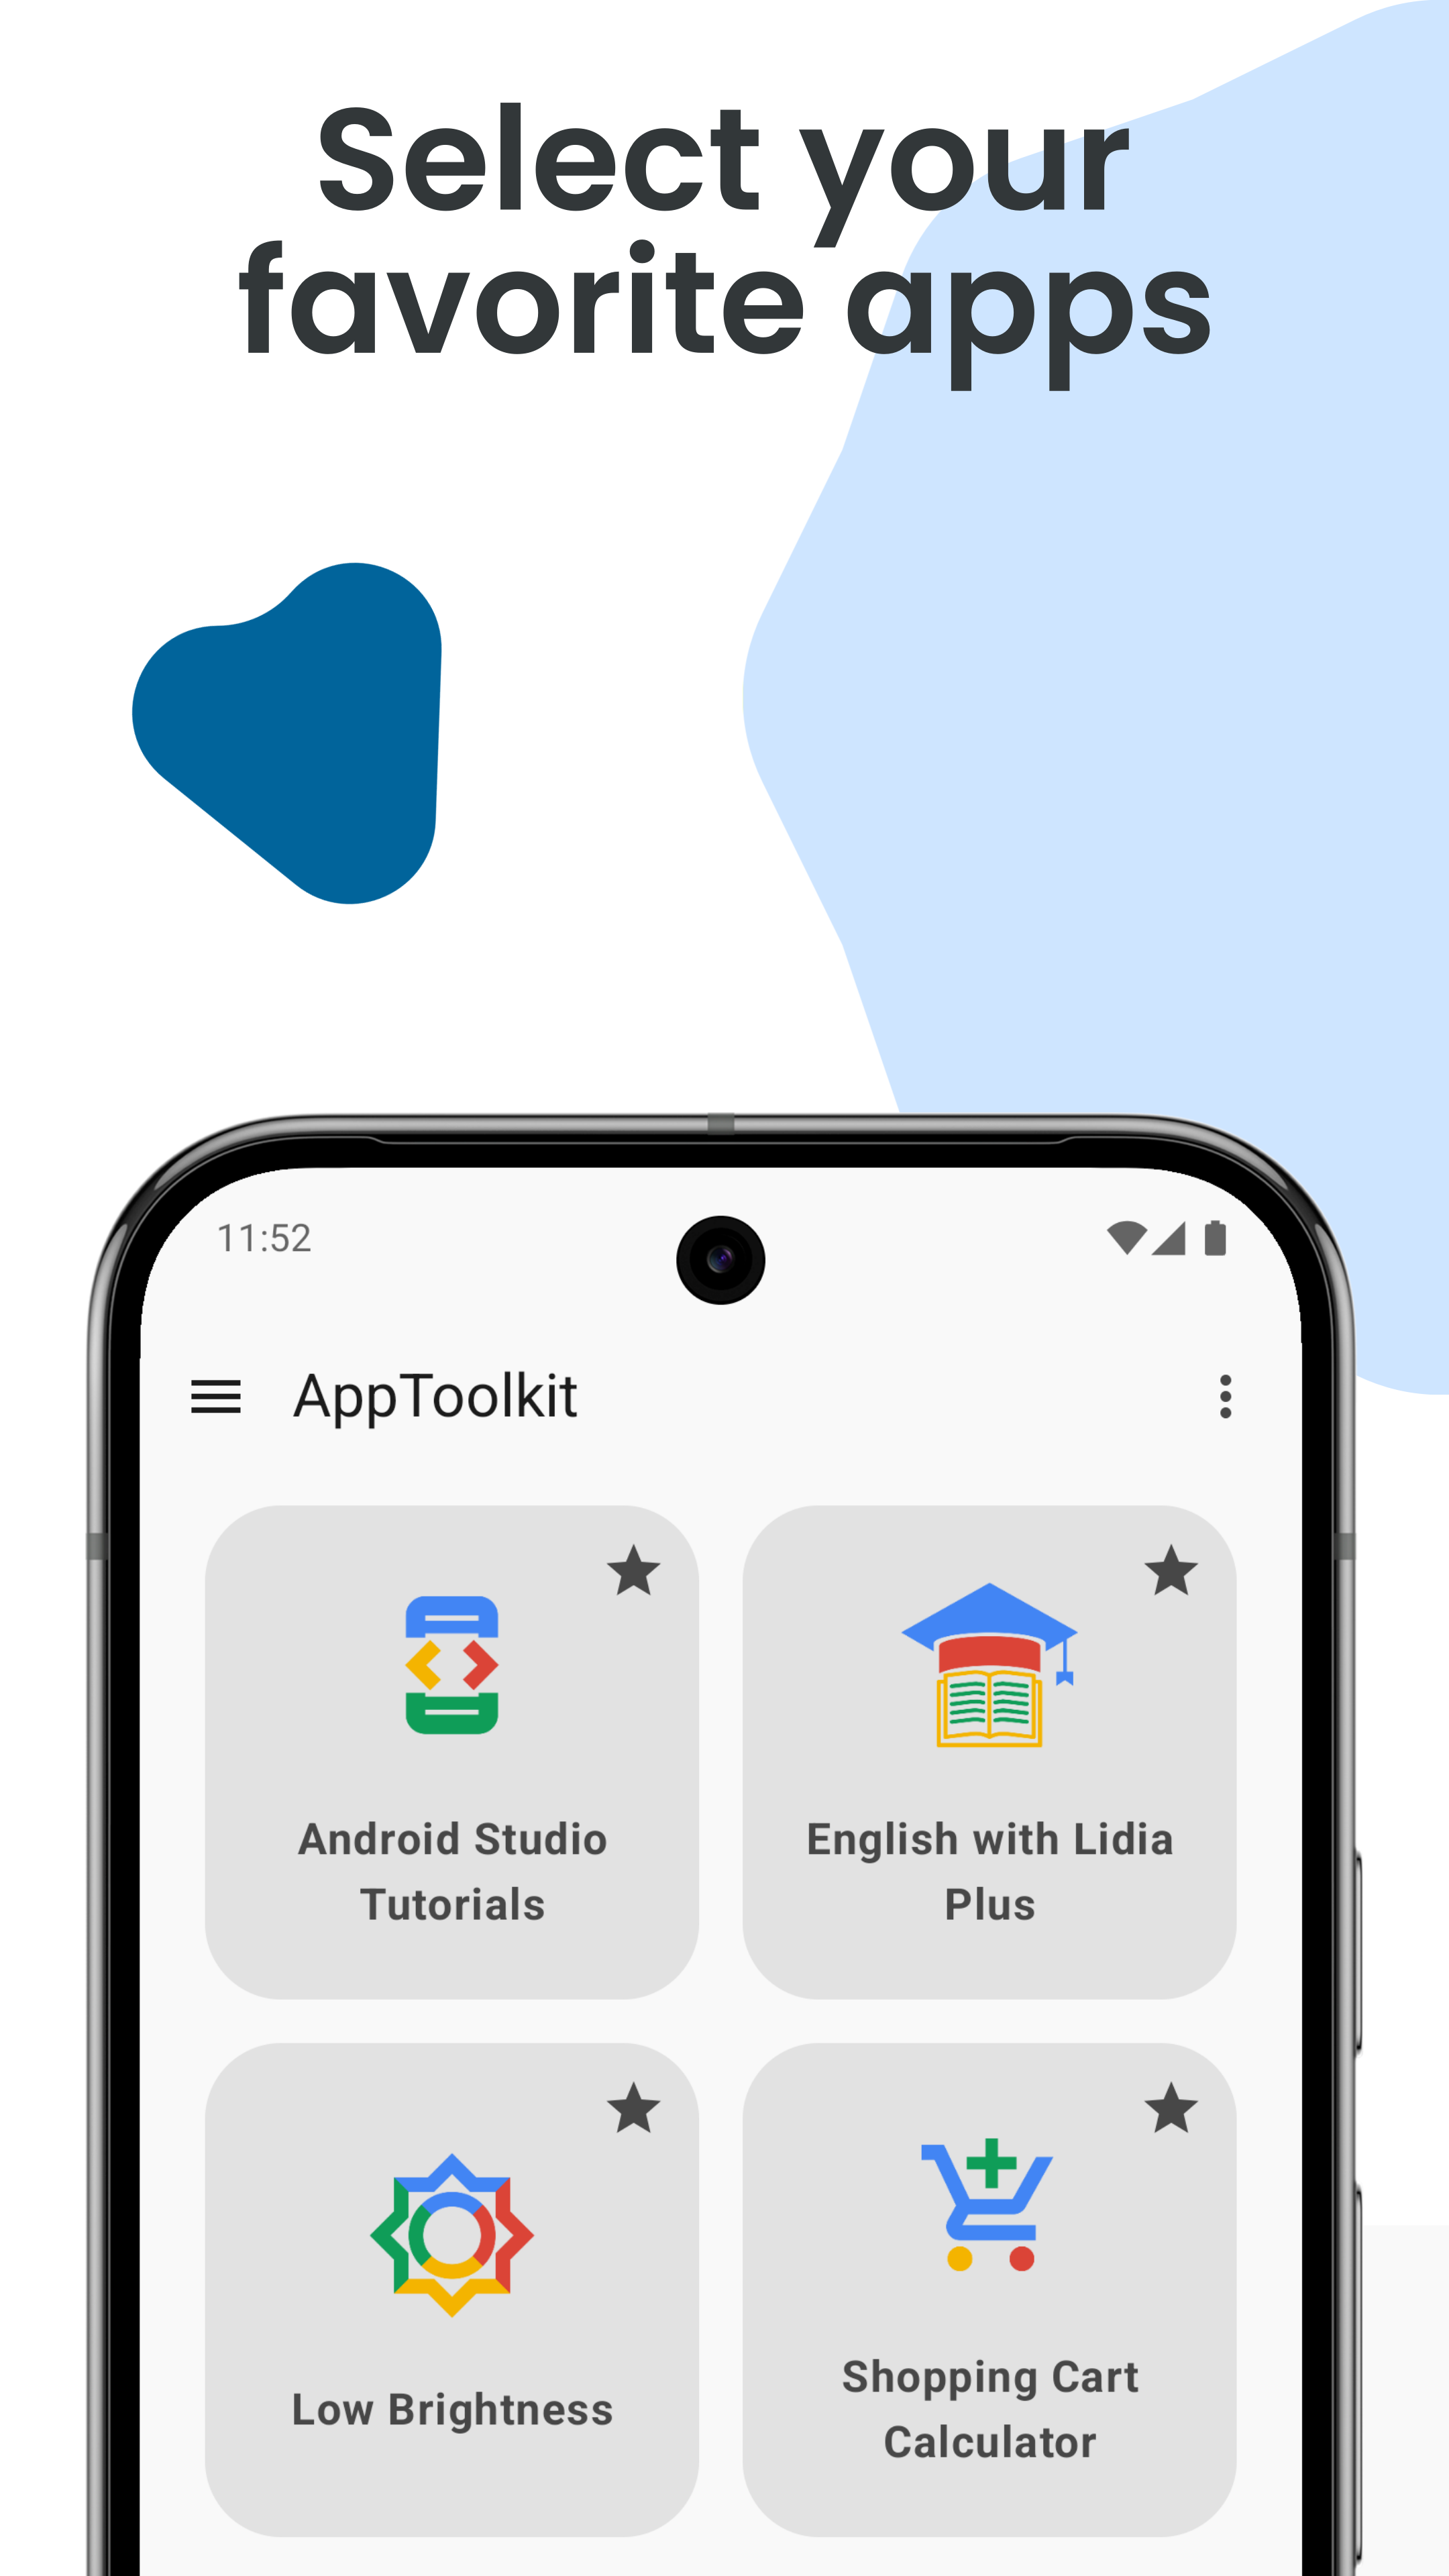 Select your
favorite apps
11:52
AppToolkit
Android Studio
Tutorials
English with Lidia
Plus
Low Brightness
Shopping Cart
Calculator